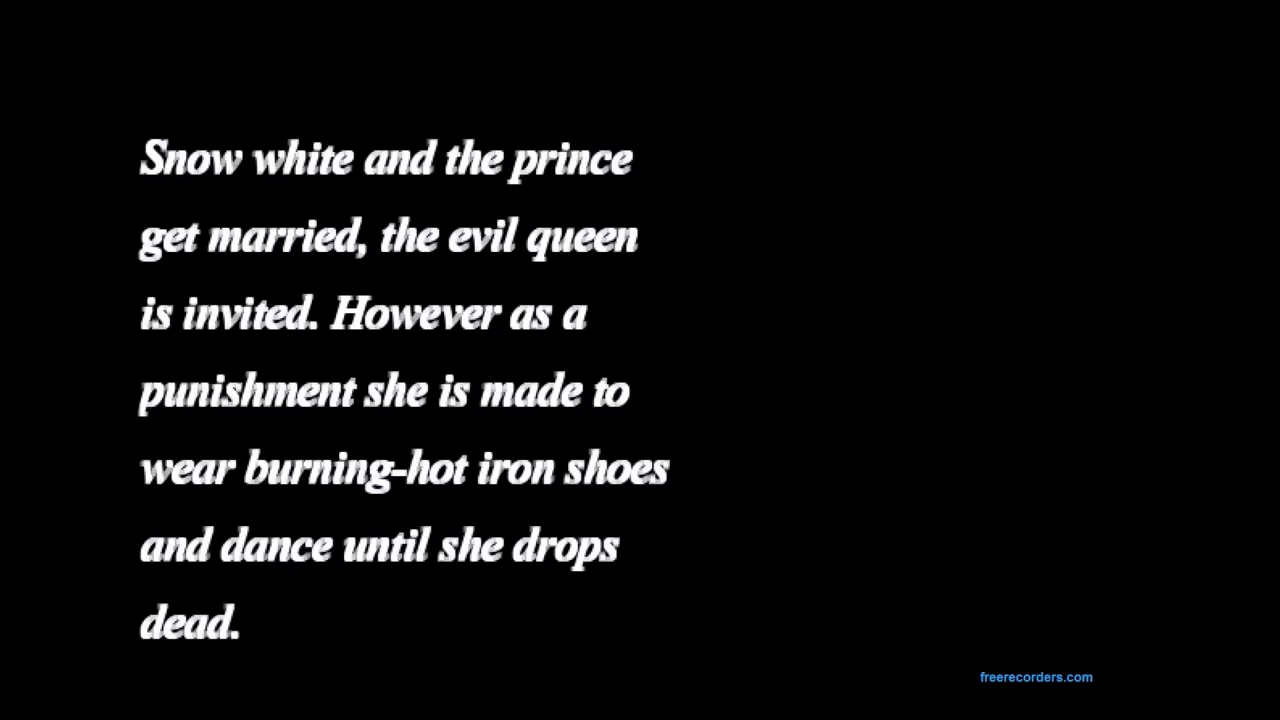 Snow white and the prince
get married, the evil queen
is invited. However as a
punishment she is made to
wear burning-hot iron shoes
and dance until she drops
dead.
freerecorders.com